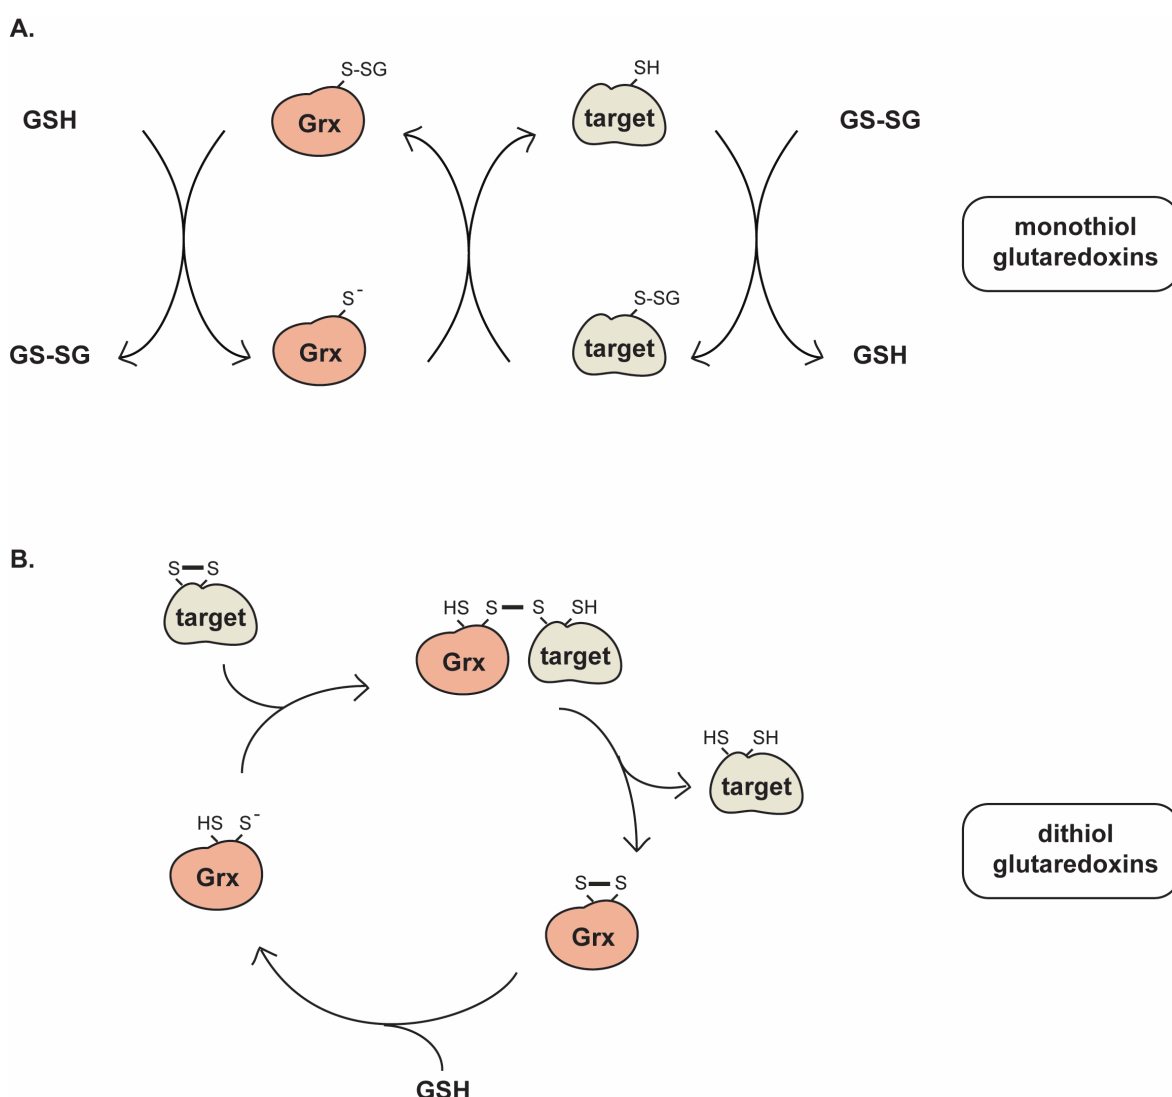 A.
S-SG
SH
GSH
Grx
target
GS-SG
monothiol
glutaredoxins
S-
S-SG
GS-SG
Grx
target
GSH
B.
S S
target
HS S S SH
Grx
target
HS SH
target
HS S-
Grx
dithiol
glutaredoxins
S S
Grx
GSH